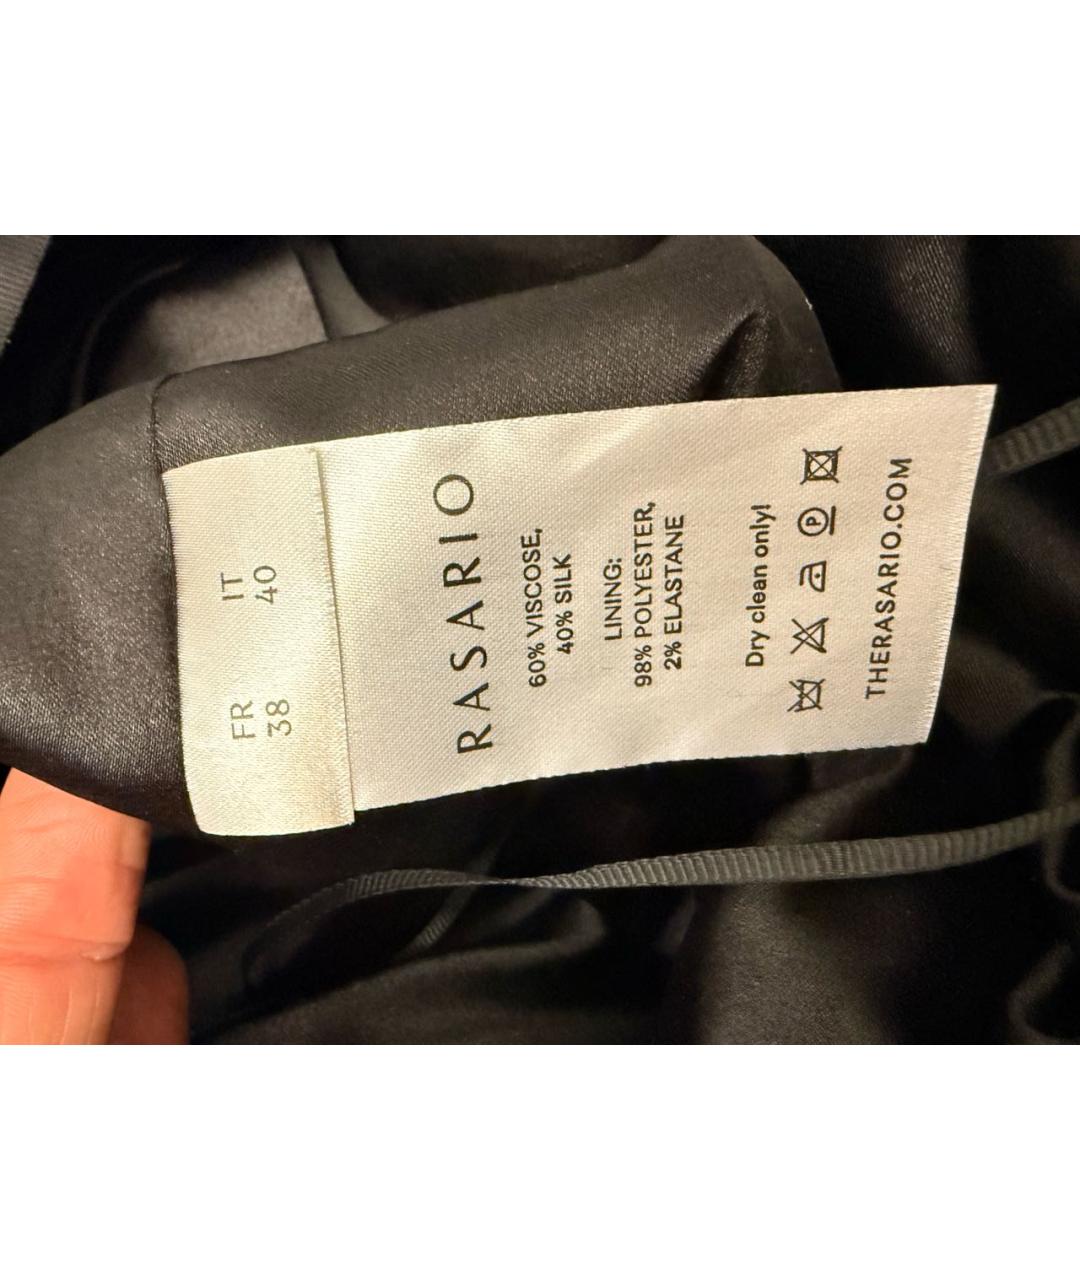 FR IT
38 40
RASARIO
60% VISCOSE,
40% SILK
LINING:
98% POLYESTER,
2% ELASTANE
Dry clean only!
P
THERASARIO.COM